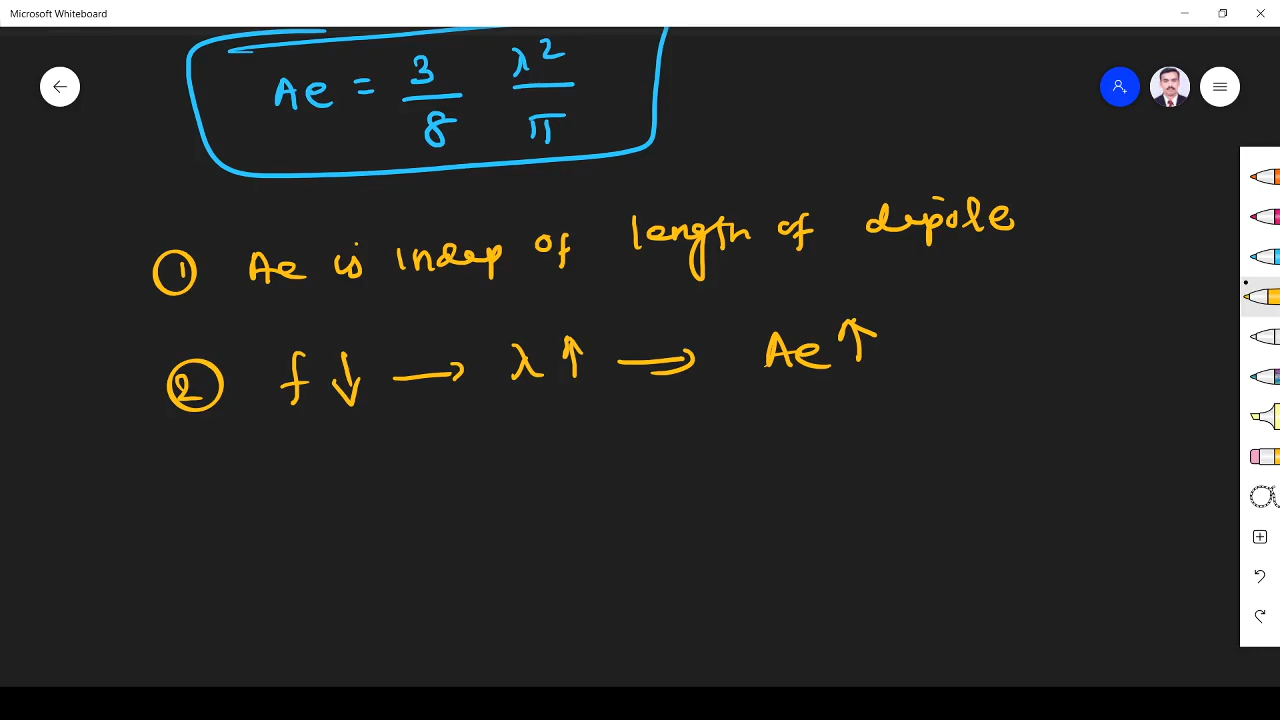 Microsoft Whiteboard
Ae = 3/8 λ²/π
① Ae is indep of length of dipole
② f ↓ → λ ↑ ⟹ Ae ↑